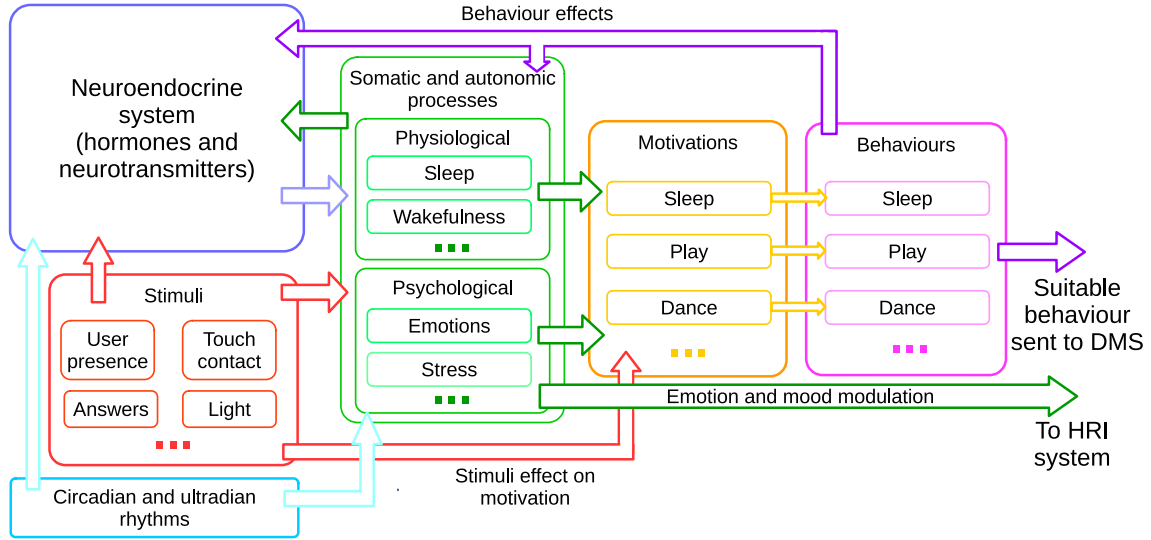 Behaviour effects
Neuroendocrine
system
(hormones and
neurotransmitters)
Somatic and autonomic
processes
Physiological
Sleep
Wakefulness
Psychological
Emotions
Stress
Motivations
Sleep
Play
Dance
Behaviours
Sleep
Play
Dance
Suitable
behaviour
sent to DMS
Stimuli
User
presence
Touch
contact
Answers
Light
Emotion and mood modulation
To HRI
system
Stimuli effect on
motivation
Circadian and ultradian
rhythms